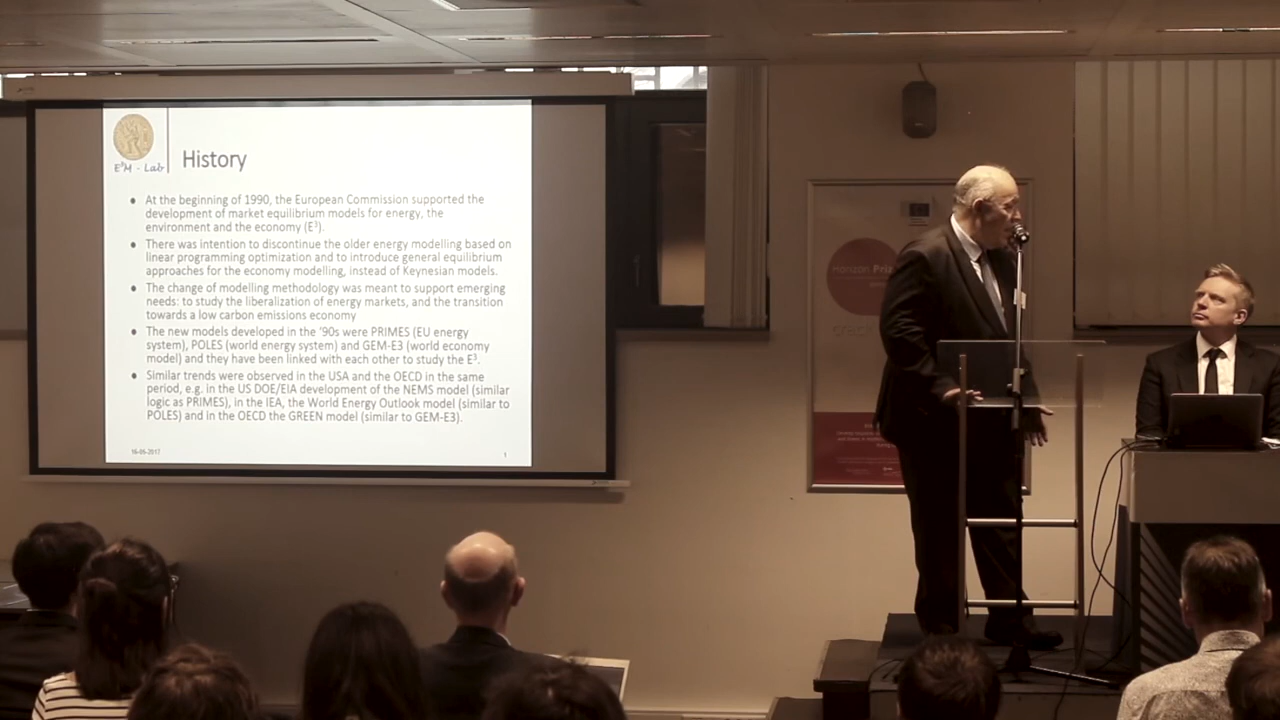 E³M - Lab
History
• At the beginning of 1990, the European Commission supported the
development of market equilibrium models for energy, the
environment and the economy (E³).
• There was intention to discontinue the older energy modelling based on
linear programming optimization and to introduce general equilibrium
approaches for the economy modelling, instead of Keynesian models.
• The change of modelling methodology was meant to support emerging
needs: to study the liberalization of energy markets, and the transition
towards a low carbon emissions economy
• The new models developed in the '90s were PRIMES (EU energy
system), POLES (world energy system) and GEM-E3 (world economy
model) and they have been linked with each other to study the E³.
• Similar trends were observed in the USA and the OECD in the same
period, e.g. in the US DOE/EIA development of the NEMS model (similar
logic as PRIMES), in the IEA, the World Energy Outlook model (similar to
POLES) and in the OECD the GREEN model (similar to GEM-E3).
16-05-2017
1
Horizon Priz